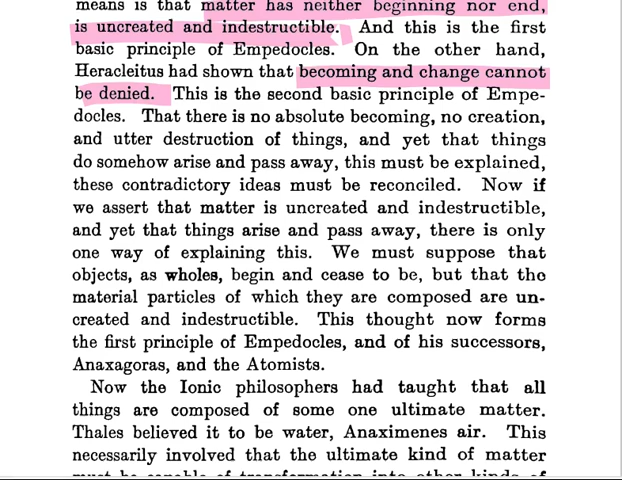 means is that matter has neither beginning nor end,
is uncreated and indestructible. And this is the first
basic principle of Empedocles. On the other hand,
Heracleitus had shown that becoming and change cannot
be denied. This is the second basic principle of Empe-
docles. That there is no absolute becoming, no creation,
and utter destruction of things, and yet that things
do somehow arise and pass away, this must be explained,
these contradictory ideas must be reconciled. Now if
we assert that matter is uncreated and indestructible,
and yet that things arise and pass away, there is only
one way of explaining this. We must suppose that
objects, as wholes, begin and cease to be, but that the
material particles of which they are composed are un-
created and indestructible. This thought now forms
the first principle of Empedocles, and of his successors,
Anaxagoras, and the Atomists.
Now the Ionic philosophers had taught that all
things are composed of some one ultimate matter.
Thales believed it to be water, Anaximenes air. This
necessarily involved that the ultimate kind of matter
must be capable of transformation into other kinds of